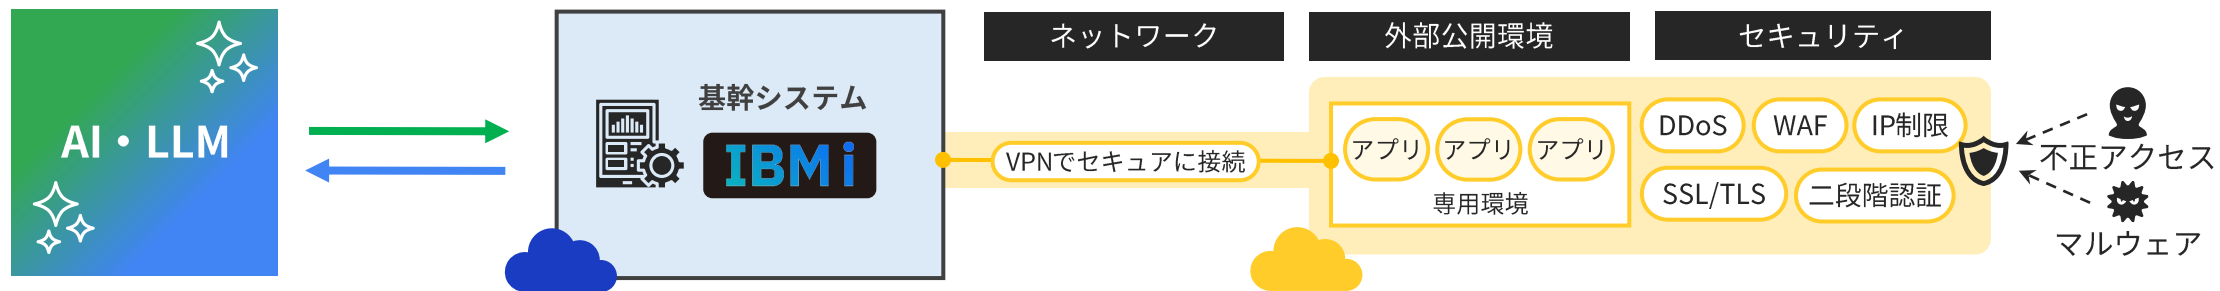 AI・LLM
基幹システム
IBM i
ネットワーク
VPNでセキュアに接続
外部公開環境
アプリ
アプリ
アプリ
専用環境
セキュリティ
DDoS
WAF
IP制限
SSL/TLS
二段階認証
不正アクセス
マルウェア